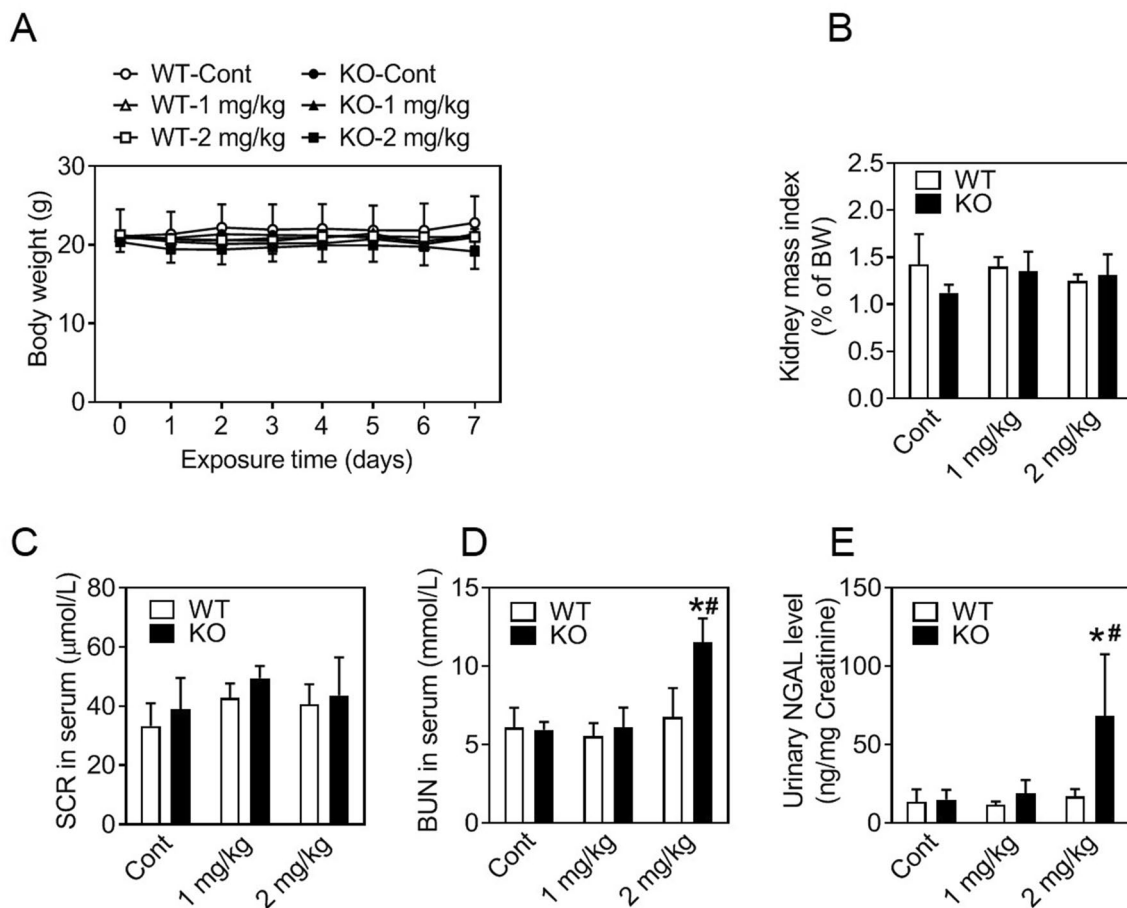 A
WT-Cont KO-Cont
WT-1 mg/kg KO-1 mg/kg
WT-2 mg/kg KO-2 mg/kg
Body weight (g)
30
20
10
0
0 1 2 3 4 5 6 7
Exposure time (days)
B
Kidney mass index
(% of BW)
2.5
2.0
1.5
1.0
0.5
0.0
WT
KO
Cont
1 mg/kg
2 mg/kg
C
SCR in serum (μmol/L)
80
60
40
20
0
WT
KO
Cont
1 mg/kg
2 mg/kg
D
BUN in serum (mmol/L)
15
10
5
0
WT
KO
*#
Cont
1 mg/kg
2 mg/kg
E
Urinary NGAL level
(ng/mg Creatinine)
150
100
50
0
WT
KO
*#
Cont
1 mg/kg
2 mg/kg